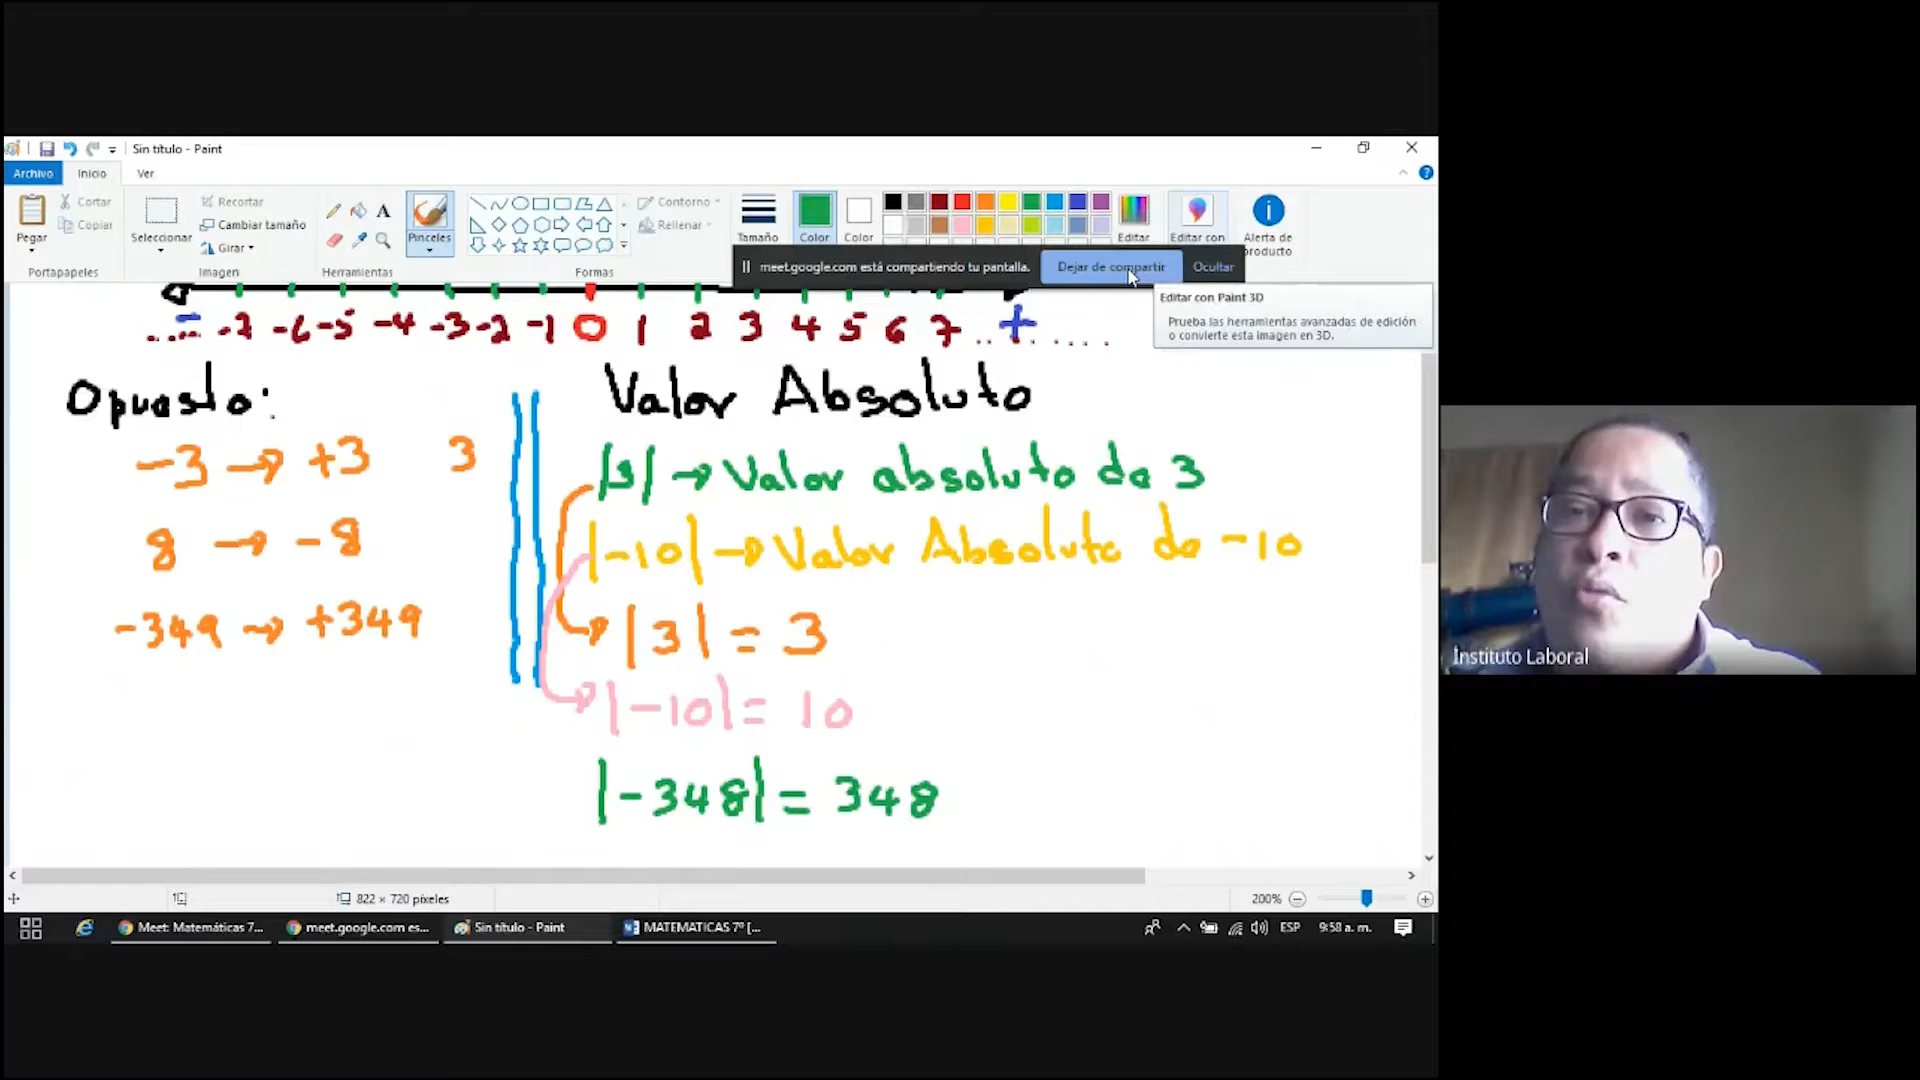 Sin título - Paint
Archivo Inicio Ver
Pegar
Cortar
Copiar
Portapapeles
Seleccionar
Recortar
Cambiar tamaño
Girar
Imagen
A
Herramientas
Pinceles
Formas
Contorno
Rellenar
Tamaño
Color
Color
Editar
Editar con
Alerta de
producto
meet.google.com está compartiendo tu pantalla. Dejar de compartir Ocultar
Editar con Paint 3D
Prueba las herramientas avanzadas de edición
o convierte esta imagen en 3D.
... - -7 -6 -5 -4 -3 -2 -1 0 1 2 3 4 5 6 7 .. + .....
Opuesto:
-3 → +3 3
8 → -8
-349 → +349
Valor Absoluto
|3| → Valor absoluto de 3
|-10| → Valor Absoluto de -10
|3| = 3
|-10| = 10
|-348| = 348
Instituto Laboral
822 × 720 píxeles
200%
Meet: Matemáticas 7...
meet.google.com es...
Sin título - Paint
MATEMATICAS 7º [...
ESP
9:58 a. m.